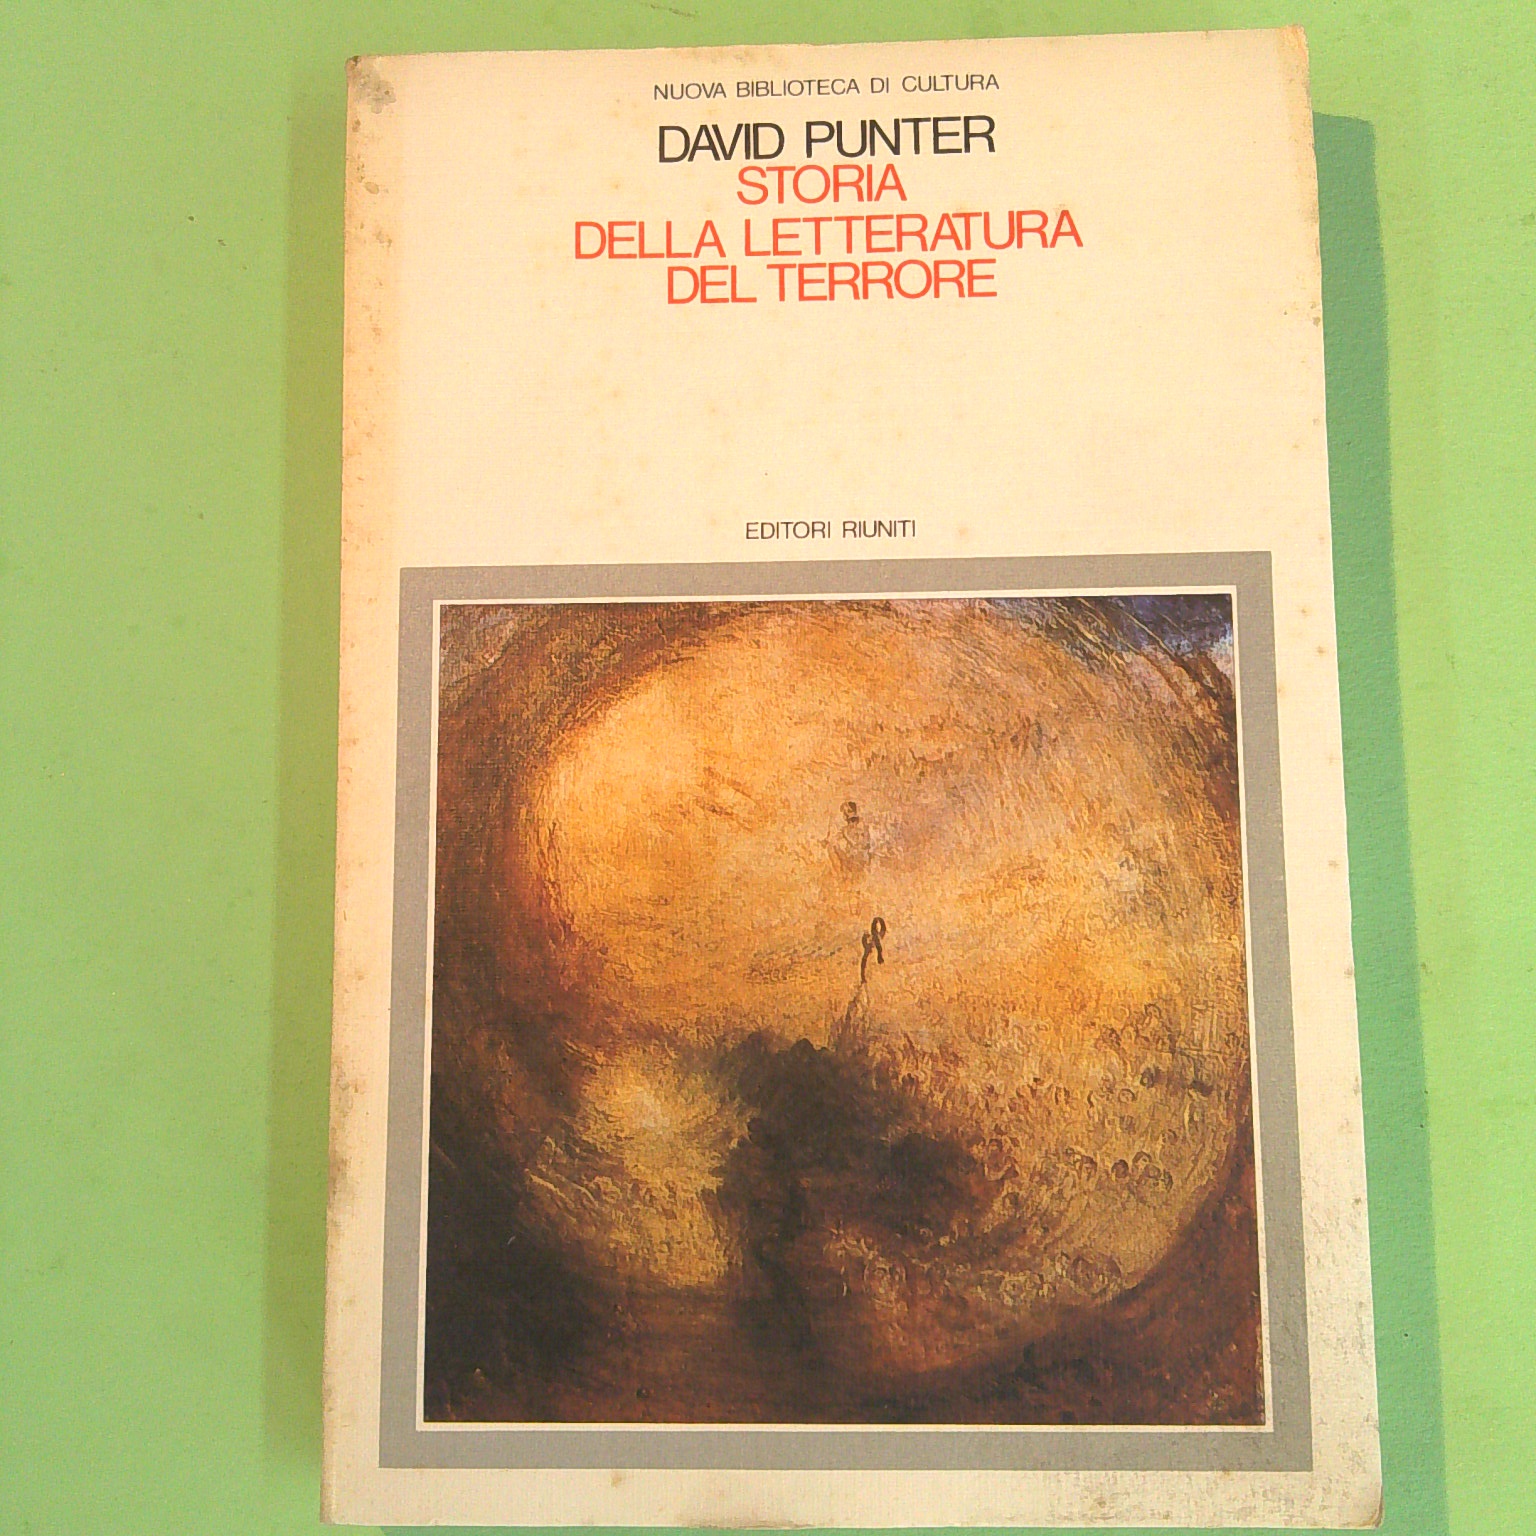 NUOVA BIBLIOTECA DI CULTURA
DAVID PUNTER
STORIA
DELLA LETTERATURA
DEL TERRORE
EDITORI RIUNITI